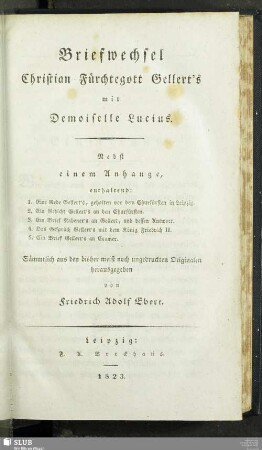 Briefwechsel
Christian Fürchtegott Gellert's
mit
Demoiselle Lucius.
Nebst
einem Anhange,
enthaltend:
1. Eine Rede Gellert's, gehalten vor dem Churfürsten in Leipzig.
2. Ein Gellert's an den Churfürsten.
3. Ein Brief Rabener's an Gellert, und dessen Antwort.
4. Das Gespräch Gellert's mit dem König Friedrich II.
5. Ein Brief Gellert's an Cramer.
Sämmtlich aus den bisher meist noch ungedruckten Originalen
herausgegeben
von
Friedrich Adolf Ebert.
Leipzig:
F. A. Brockhaus.
1823.
SLUB